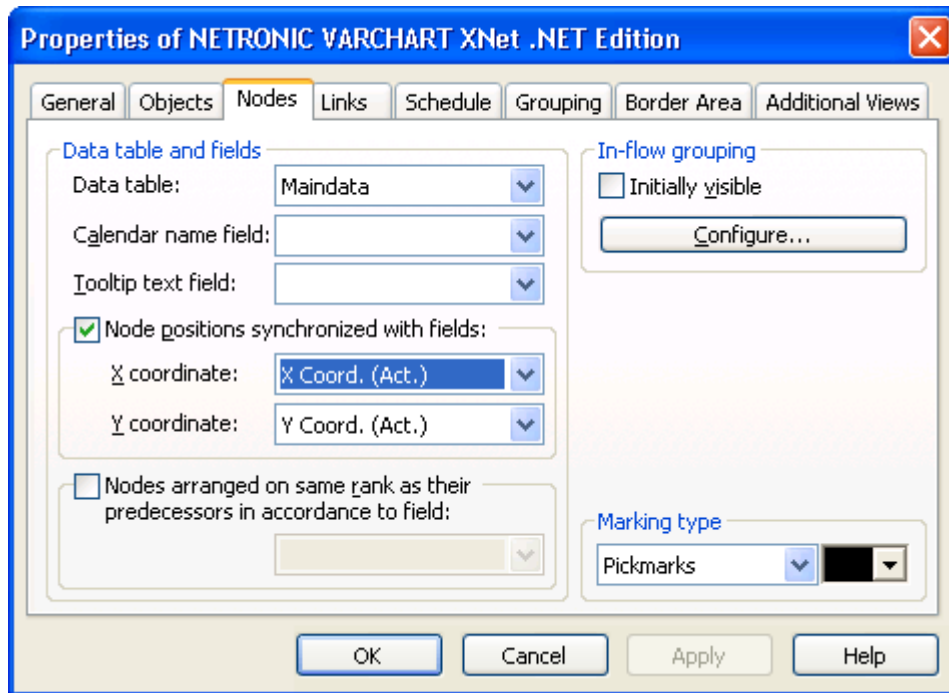 Properties of NETRONIC VARCHART XNet .NET Edition
General Objects Nodes Links Schedule Grouping Border Area Additional Views
Data table and fields
Data table: Maindata
Calendar name field:
Tooltip text field:
Node positions synchronized with fields:
X coordinate: X Coord. (Act.)
Y coordinate: Y Coord. (Act.)
Nodes arranged on same rank as their
predecessors in accordance to field:
In-flow grouping
Initially visible
Configure...
Marking type
Pickmarks
OK Cancel Apply Help